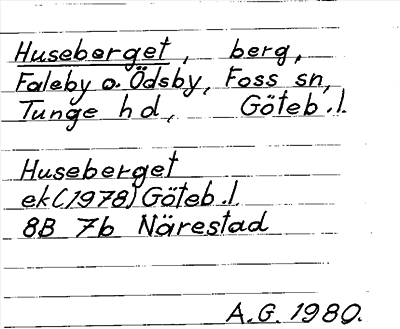 Huseberget, berg,
Faleby o. Ödsby, Foss sn,
Tunge hd, Göteb.l.
Huseberget
ek(1978) Göteb.l.
8B 7b Närestad
A.G. 1980.